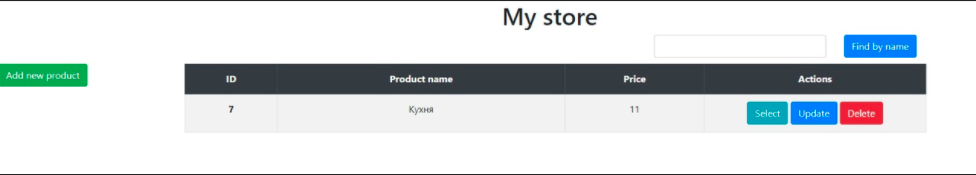 My store
Find by name
Add new product
ID Product name Price Actions
7 Кухня 11 Select Update Delete